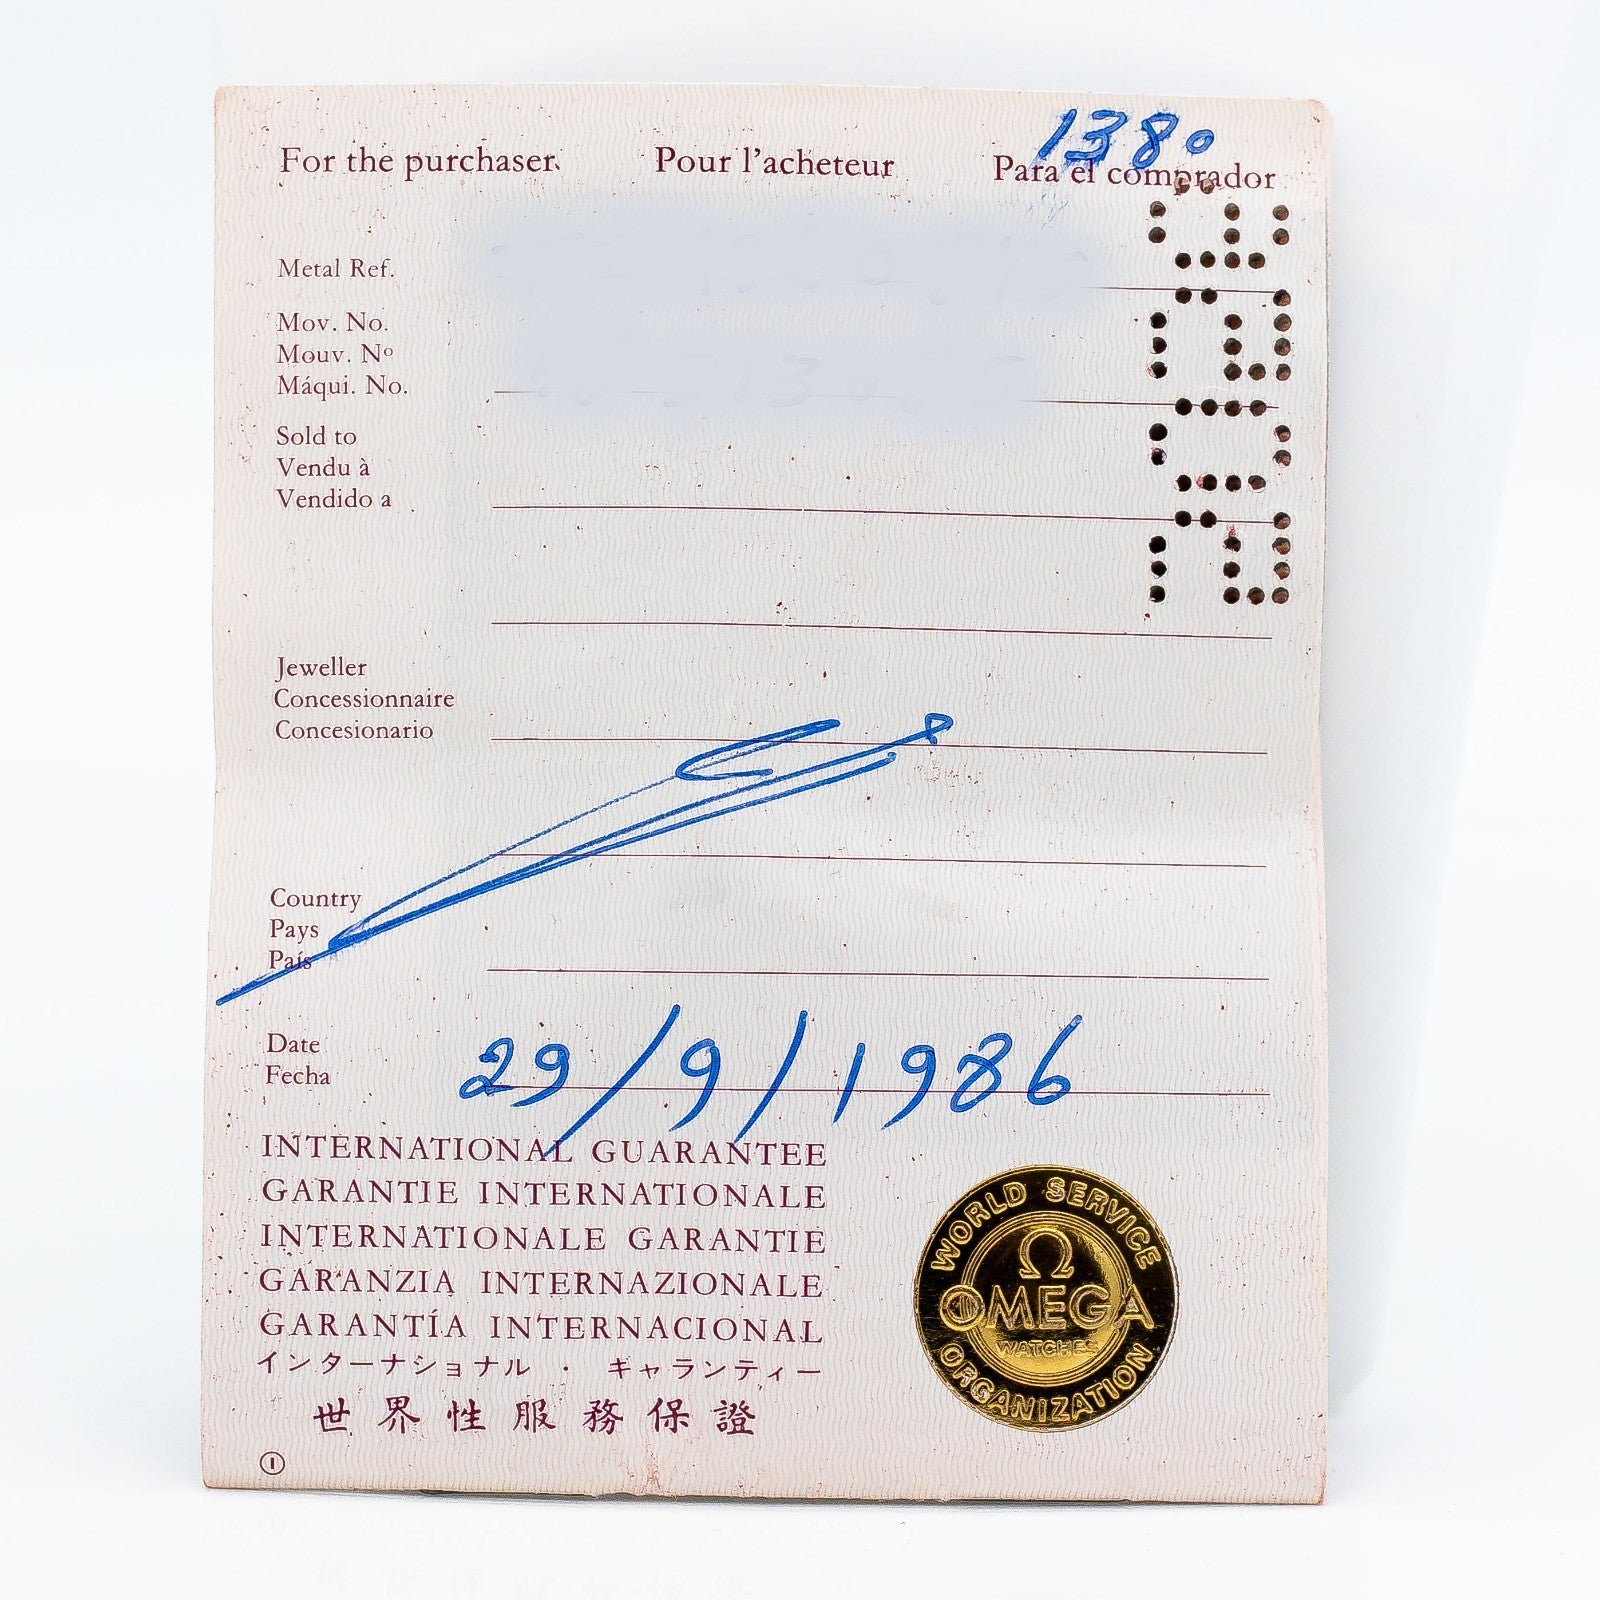 1380
For the purchaser. Pour l'acheteur Para el comprador
Metal Ref.
Mov. No.
Mouv. Nº
Máqui. No.
Sold to
Vendu à
Vendido a
Jeweller
Concessionnaire
Concesionario
Country
Pays
País
Date 29/9/1986
Fecha
INTERNATIONAL GUARANTEE
GARANTIE INTERNATIONALE
INTERNATIONALE GARANTIE
GARANZIA INTERNAZIONALE
GARANTÍA INTERNACIONAL
インターナショナル・ギャランティー
世界性服務保證
1
WORLD SERVICE
Ω
OMEGA
WATCHES
ORGANIZATION